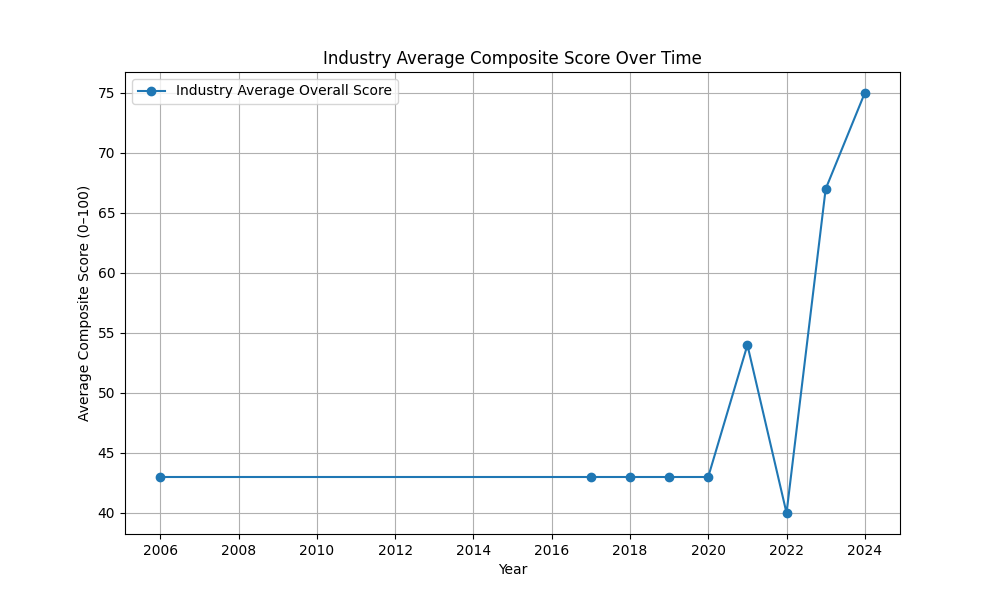 Industry Average Composite Score Over Time
Industry Average Overall Score
Average Composite Score (0–100)
75
70
65
60
55
50
45
40
2006 2008 2010 2012 2014 2016 2018 2020 2022 2024
Year